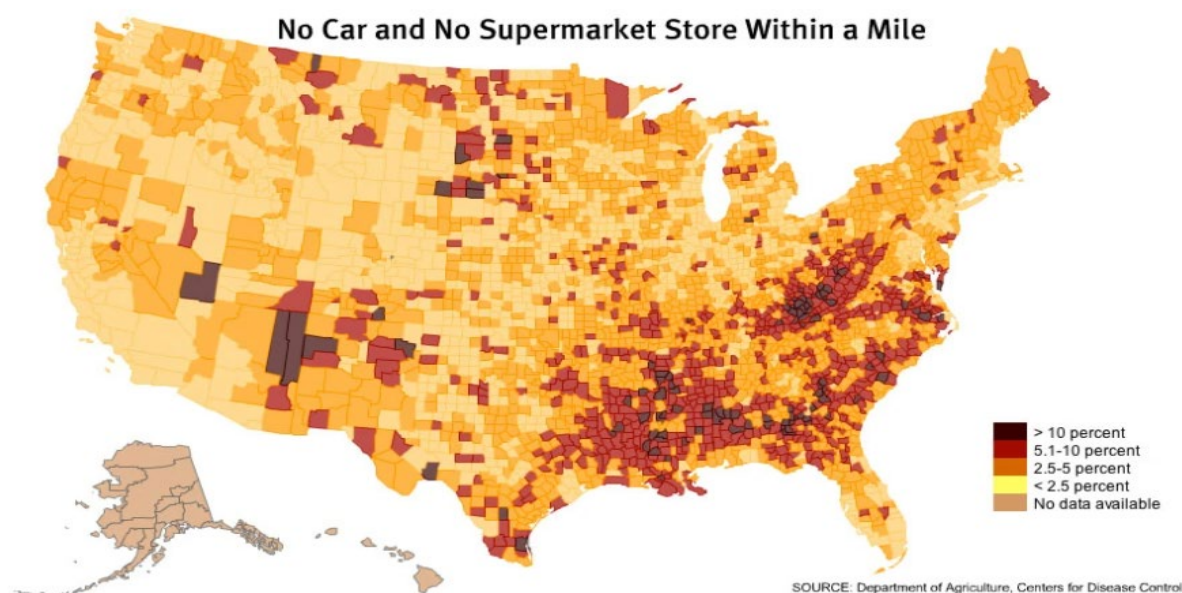 No Car and No Supermarket Store Within a Mile
> 10 percent
5.1-10 percent
2.5-5 percent
< 2.5 percent
No data available
SOURCE: Department of Agriculture, Centers for Disease Control